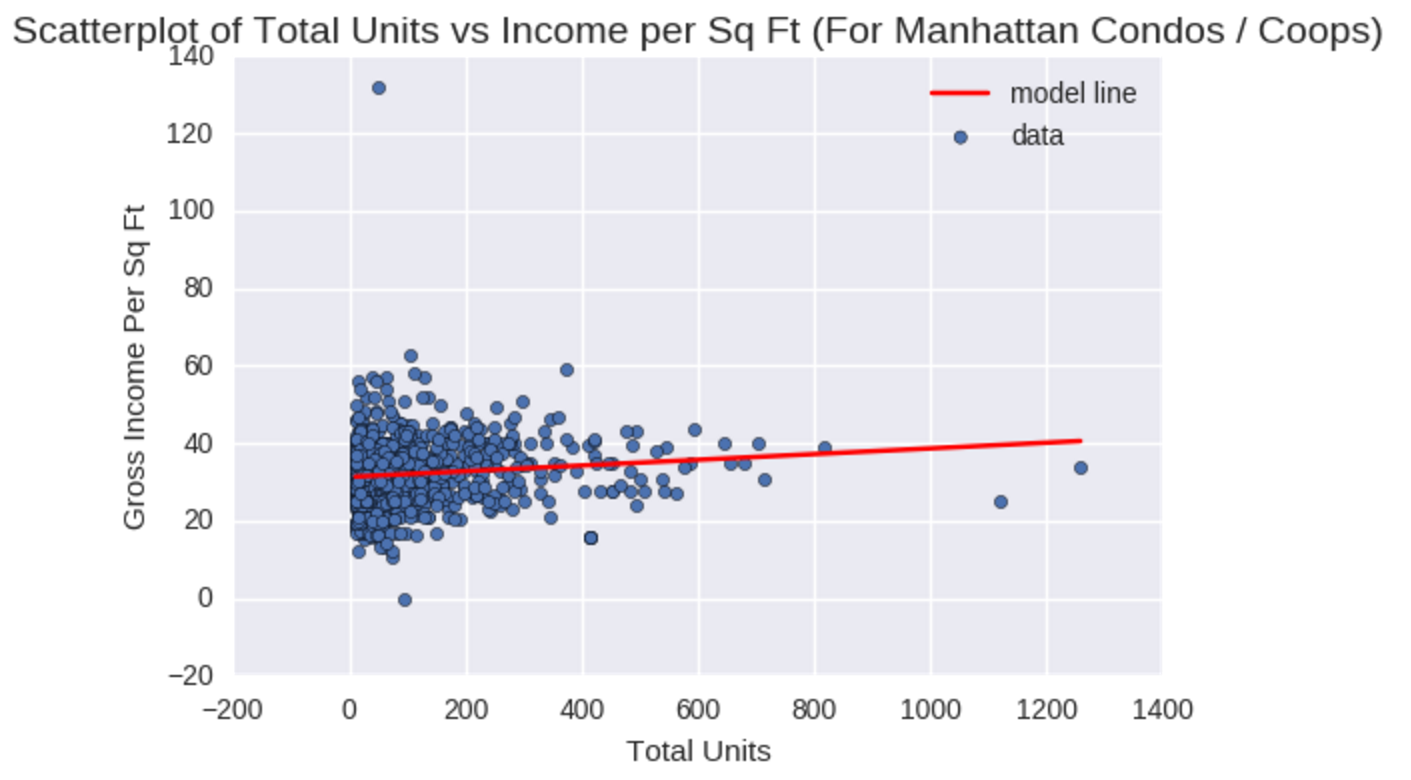 Scatterplot of Total Units vs Income per Sq Ft (For Manhattan Condos / Coops)
140
120
100
80
60
40
20
0
−20
Gross Income Per Sq Ft
model line
data
−200 0 200 400 600 800 1000 1200 1400
Total Units